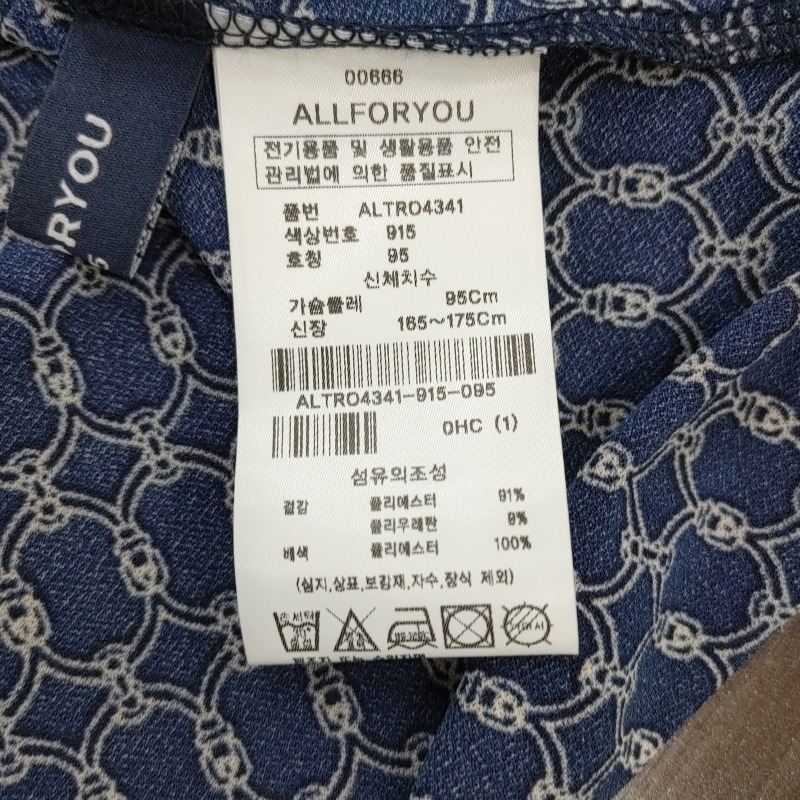 RYOU
00666
ALLFORYOU
전기용품 및 생활용품 안전
관리법에 의한 품질표시
품번 ALTRO4341
색상번호 915
호칭 95
신체치수
가슴둘레 95Cm
신장 165~175Cm
ALTRO4341-915-095
0HC (1)
섬유의조성
겉감 폴리에스터 91%
폴리우레탄 9%
배색 폴리에스터 100%
(심지,상표,보강재,자수,장식 제외)
손세탁